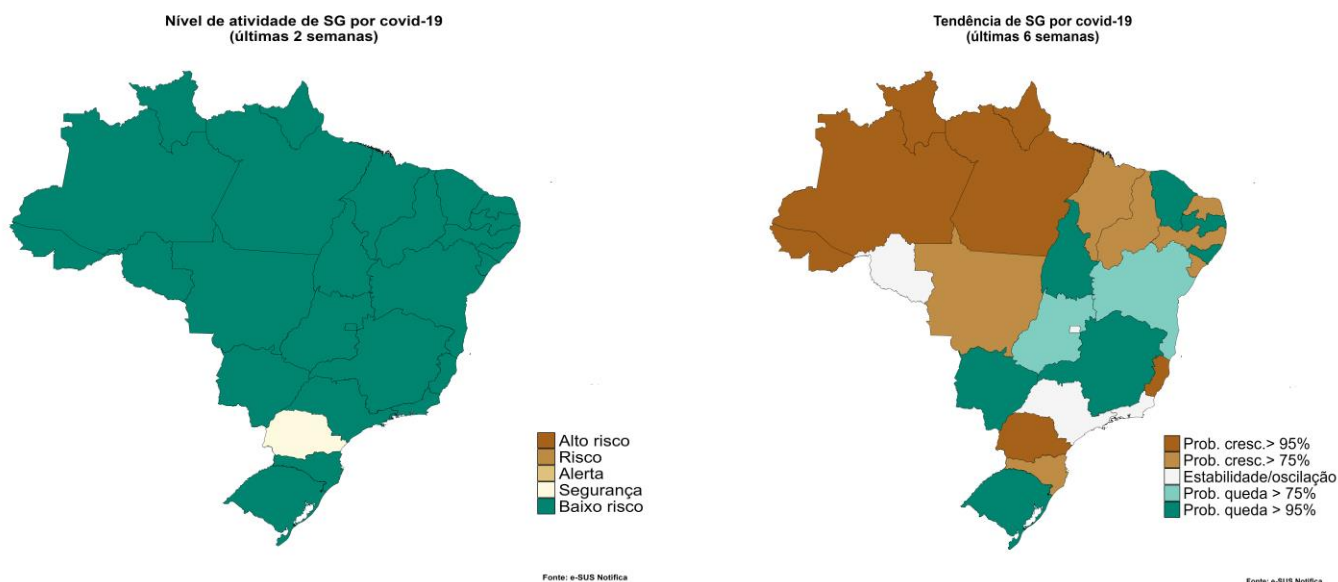 Nível de atividade de SG por covid-19
(últimas 2 semanas)
Alto risco
Risco
Alerta
Segurança
Baixo risco
Fonte: e-SUS Notifica
Tendência de SG por covid-19
(últimas 6 semanas)
Prob. cresc.> 95%
Prob. cresc.> 75%
Estabilidade/oscilação
Prob. queda > 75%
Prob. queda > 95%
Fonte: e-SUS Notifica